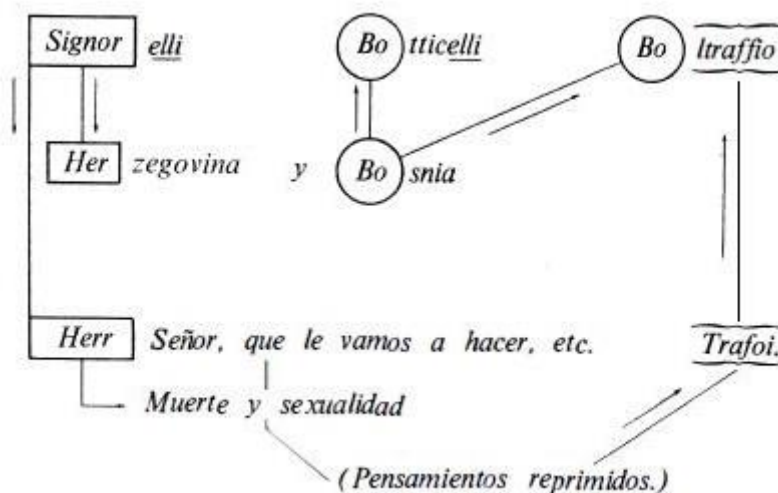 Signor elli Bo tticelli Bo ltraffio
Her zegovina y Bo snia
Herr Señor, que le vamos a hacer, etc. Trafoi.
Muerte y sexualidad
(Pensamientos reprimidos.)